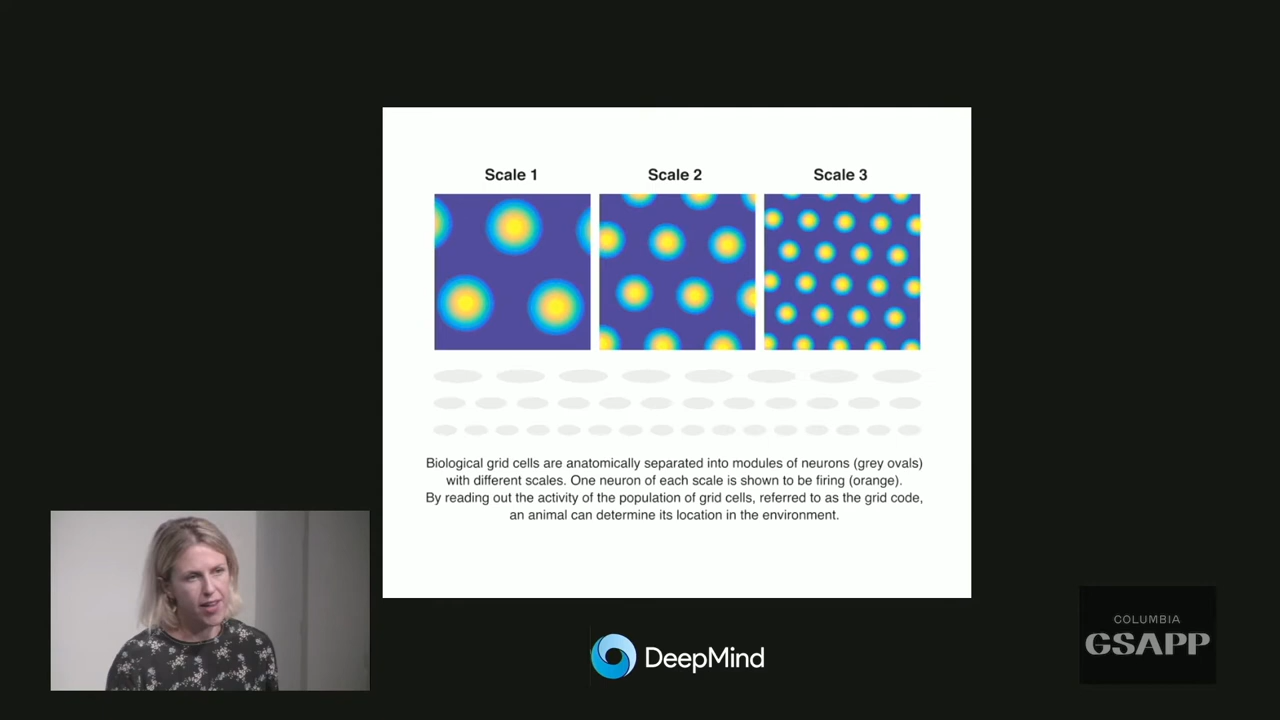 Scale 1
Scale 2
Scale 3
Biological grid cells are anatomically separated into modules of neurons (grey ovals)
with different scales. One neuron of each scale is shown to be firing (orange).
By reading out the activity of the population of grid cells, referred to as the grid code,
an animal can determine its location in the environment.
DeepMind
COLUMBIA
GSAPP